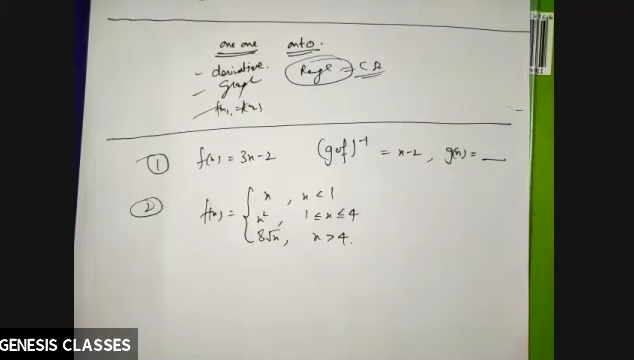 one one onto.
- derivative. Range = CD
- Graph
- f(x₁)=f(x₂)
① f(x) = 3x-2 (gof)⁻¹ = x-2, g(x) = __
② f(x) = { x, x < 1
x², 1 ≤ x ≤ 4
8√x, x > 4.
GENESIS CLASSES